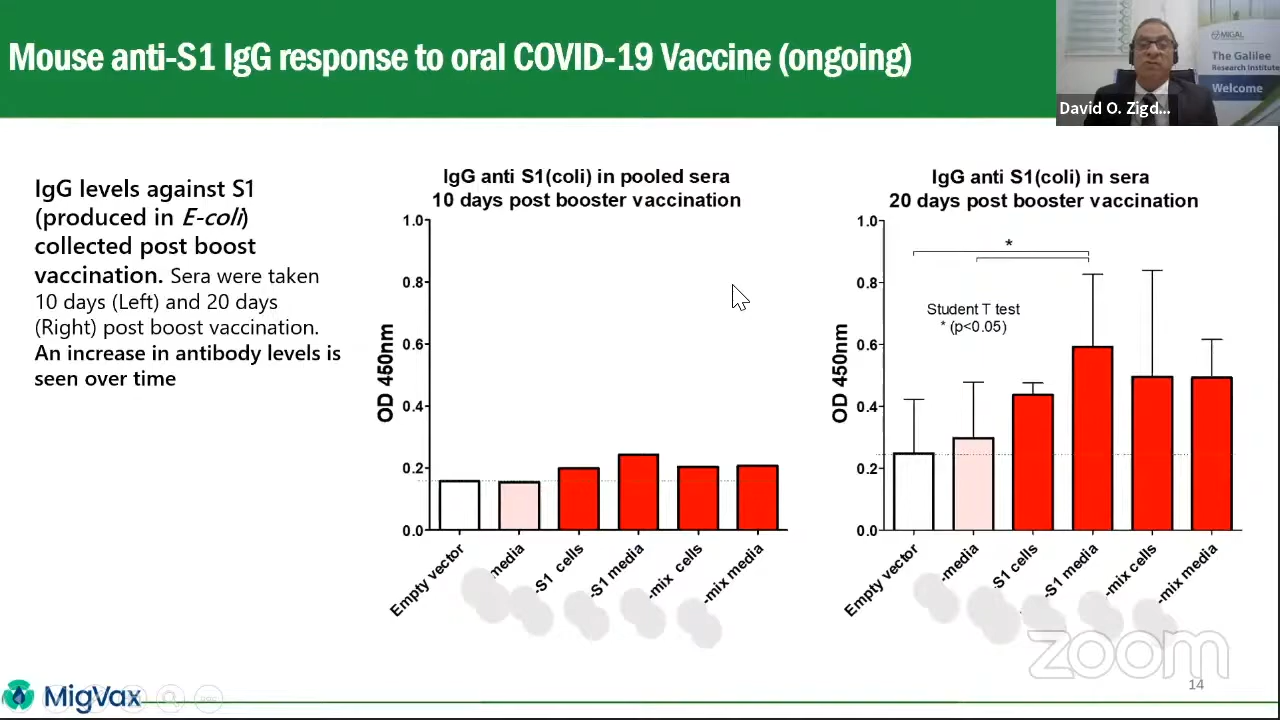 Mouse anti-S1 IgG response to oral COVID-19 Vaccine (ongoing)
MIGAL
The Galilee
Research Institute
Welcome
David O. Zigd...
IgG levels against S1
(produced in E-coli)
collected post boost
vaccination. Sera were taken
10 days (Left) and 20 days
(Right) post boost vaccination.
An increase in antibody levels is
seen over time
IgG anti S1(coli) in pooled sera
10 days post booster vaccination
1.0
0.8
0.6
0.4
0.2
0.0
OD 450nm
Empty vector
media
-S1 cells
-S1 media
-mix cells
-mix media
IgG anti S1(coli) in sera
20 days post booster vaccination
1.0
0.8
0.6
0.4
0.2
0.0
OD 450nm
*
Student T test
* (p<0.05)
Empty vector
-media
-S1 cells
-S1 media
-mix cells
-mix media
zoom
14
MigVax